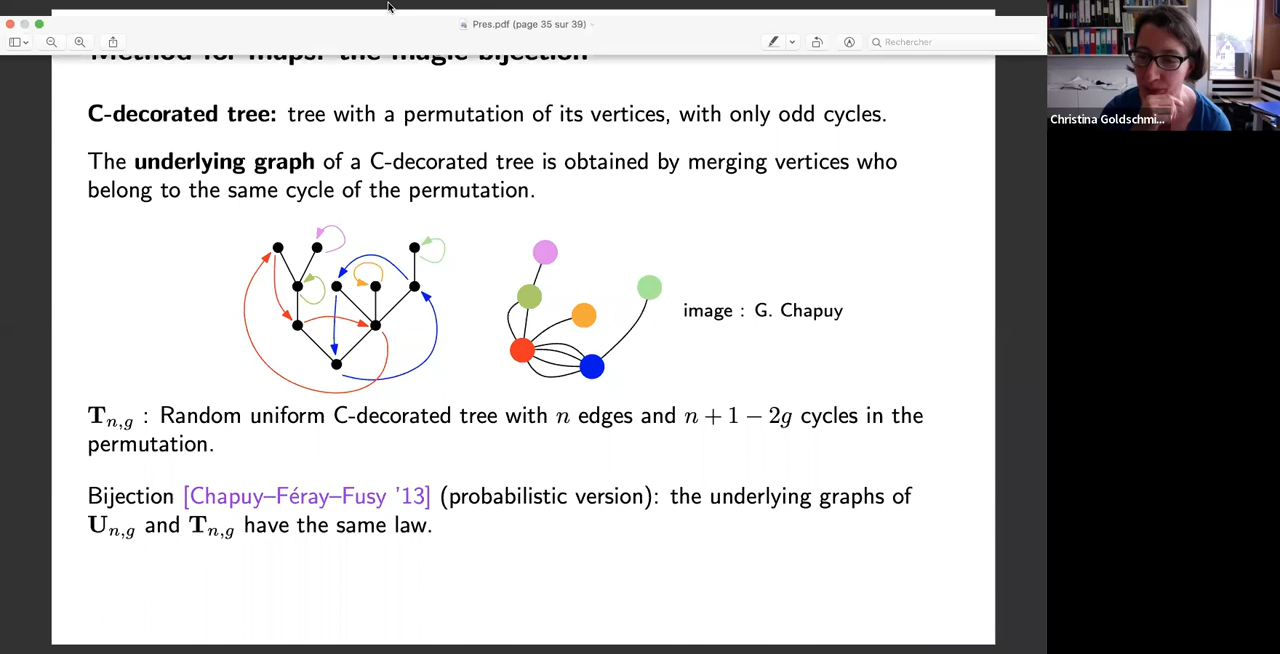 Pres.pdf (page 35 sur 39)
Rechercher
Method for maps: the magic bijection
C-decorated tree: tree with a permutation of its vertices, with only odd cycles.
The underlying graph of a C-decorated tree is obtained by merging vertices who
belong to the same cycle of the permutation.
image : G. Chapuy
T_{n,g} : Random uniform C-decorated tree with n edges and n + 1 − 2g cycles in the
permutation.
Bijection [Chapuy–Féray–Fusy '13] (probabilistic version): the underlying graphs of
U_{n,g} and T_{n,g} have the same law.
Christina Goldschmi...